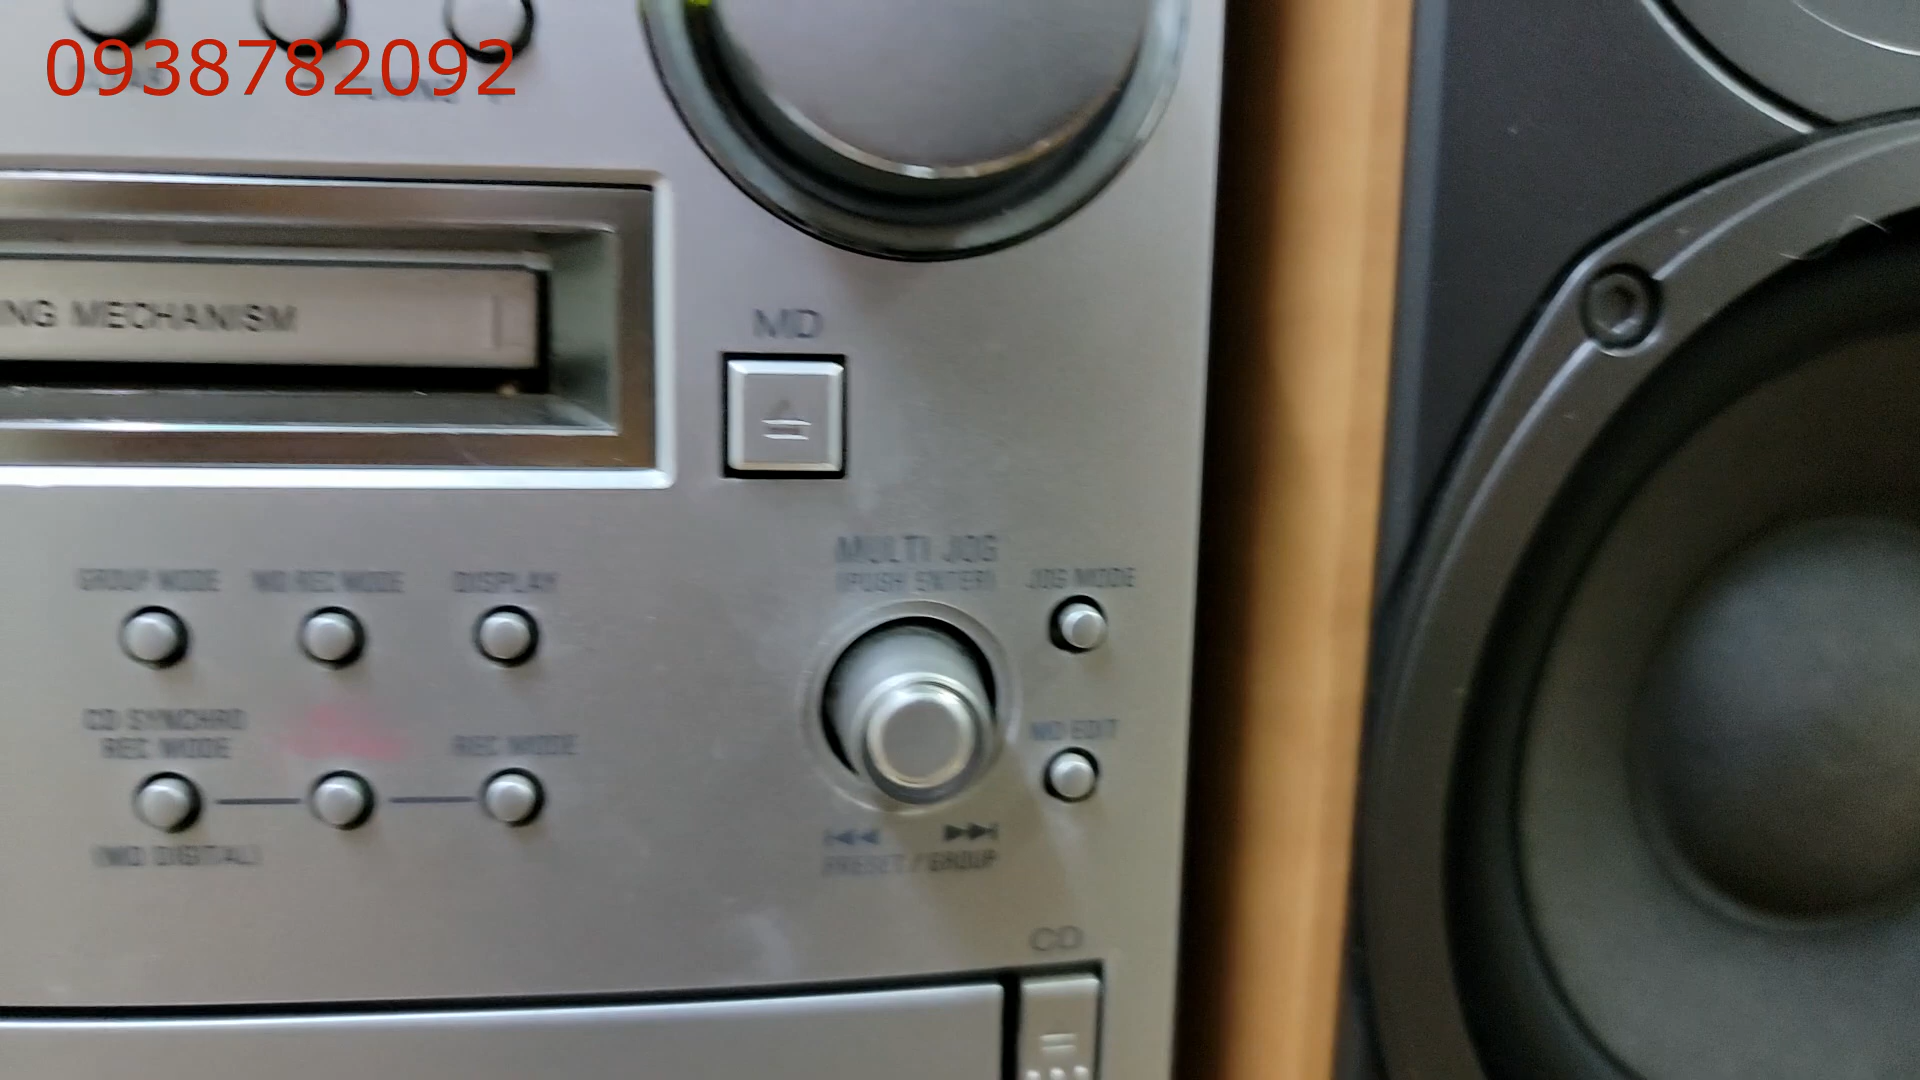 0938782092
TUNING +
NG MECHANISM
MD
MULTI JOG
(PUSH ENTER)
JOG MODE
GROUP MODE
MD REC MODE
DISPLAY
CD SYNCHRO
REC MODE
REC MODE
MD EDIT
(MD DIGITAL)
PRESET / GROUP
CD